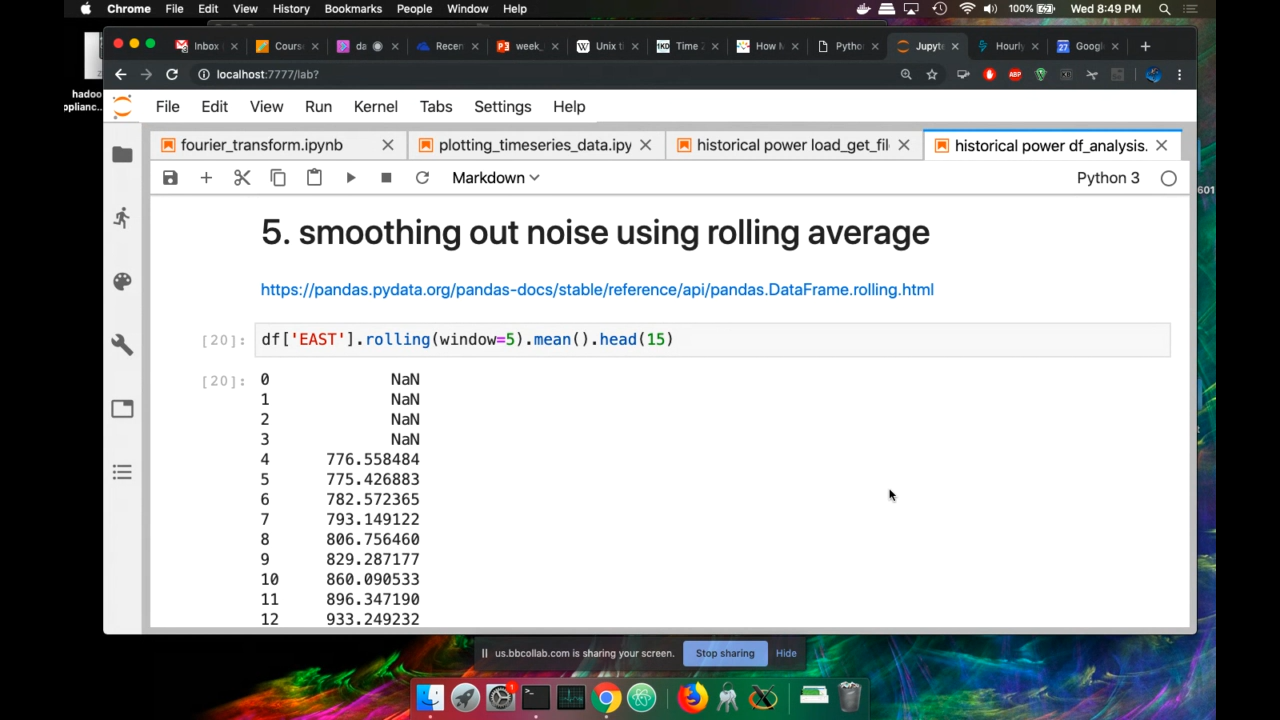 Chrome File Edit View History Bookmarks People Window Help 100% Wed 8:49 PM
Inbox Cours da Recen week_ Unix ti Time How M Pytho Jupyte Hourly Googl
localhost:7777/lab?
File Edit View Run Kernel Tabs Settings Help
fourier_transform.ipynb plotting_timeseries_data.ipy historical power load_get_fil historical power df_analysis.
Markdown Python 3
5. smoothing out noise using rolling average
https://pandas.pydata.org/pandas-docs/stable/reference/api/pandas.DataFrame.rolling.html
[20]: df['EAST'].rolling(window=5).mean().head(15)
[20]: 0 NaN
1 NaN
2 NaN
3 NaN
4 776.558484
5 775.426883
6 782.572365
7 793.149122
8 806.756460
9 829.287177
10 860.090533
11 896.347190
12 933.249232
hadoo
opplianc...
601
us.bbcollab.com is sharing your screen. Stop sharing Hide